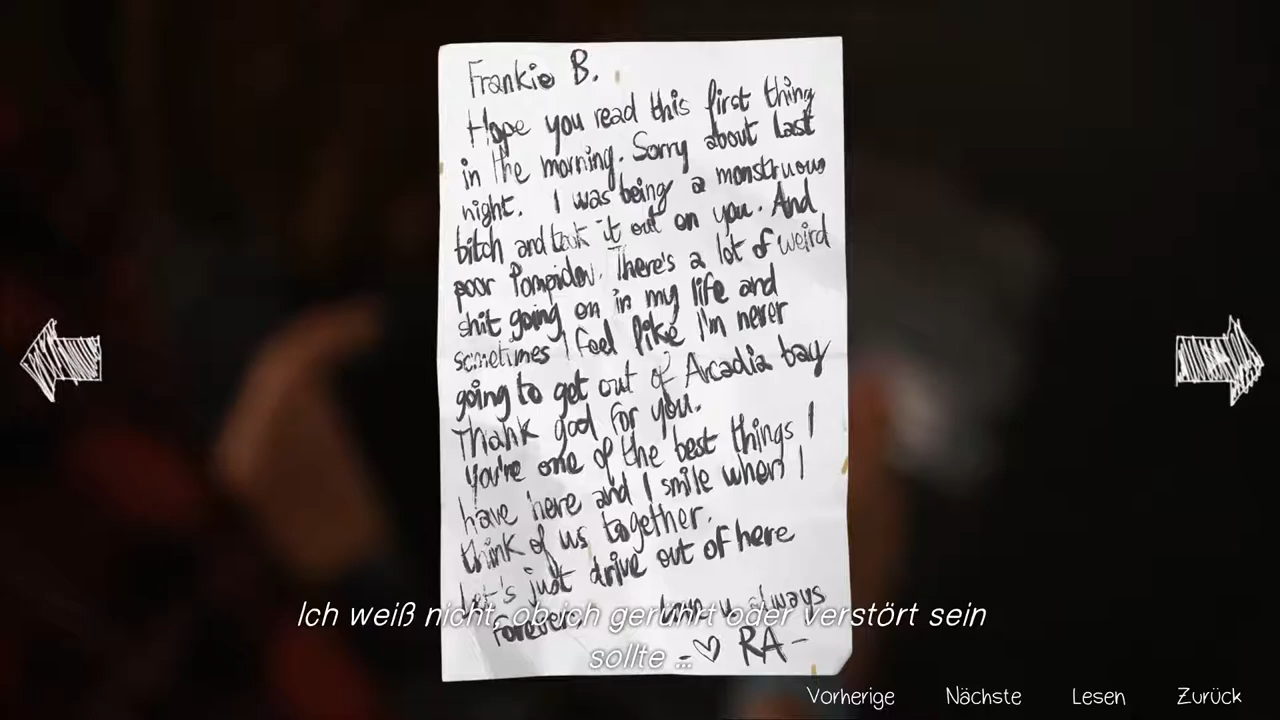 Frankie B.
Hope you read this first thing
in the morning. Sorry about last
night. I was being a monstruous
bitch and took it out on you. And
poor Pompidou. There's a lot of weird
shit going on in my life and
sometimes I feel like I'm never
going to get out of Arcadia bay
Thank god for you.
You're one of the best things I
have here and I smile when I
think of us together.
Let's just drive out of here
forever. luv u always
- ♡ RA -
Ich weiß nicht, ob ich gerührt oder verstört sein
sollte ...
Vorherige Nächste Lesen Zurück